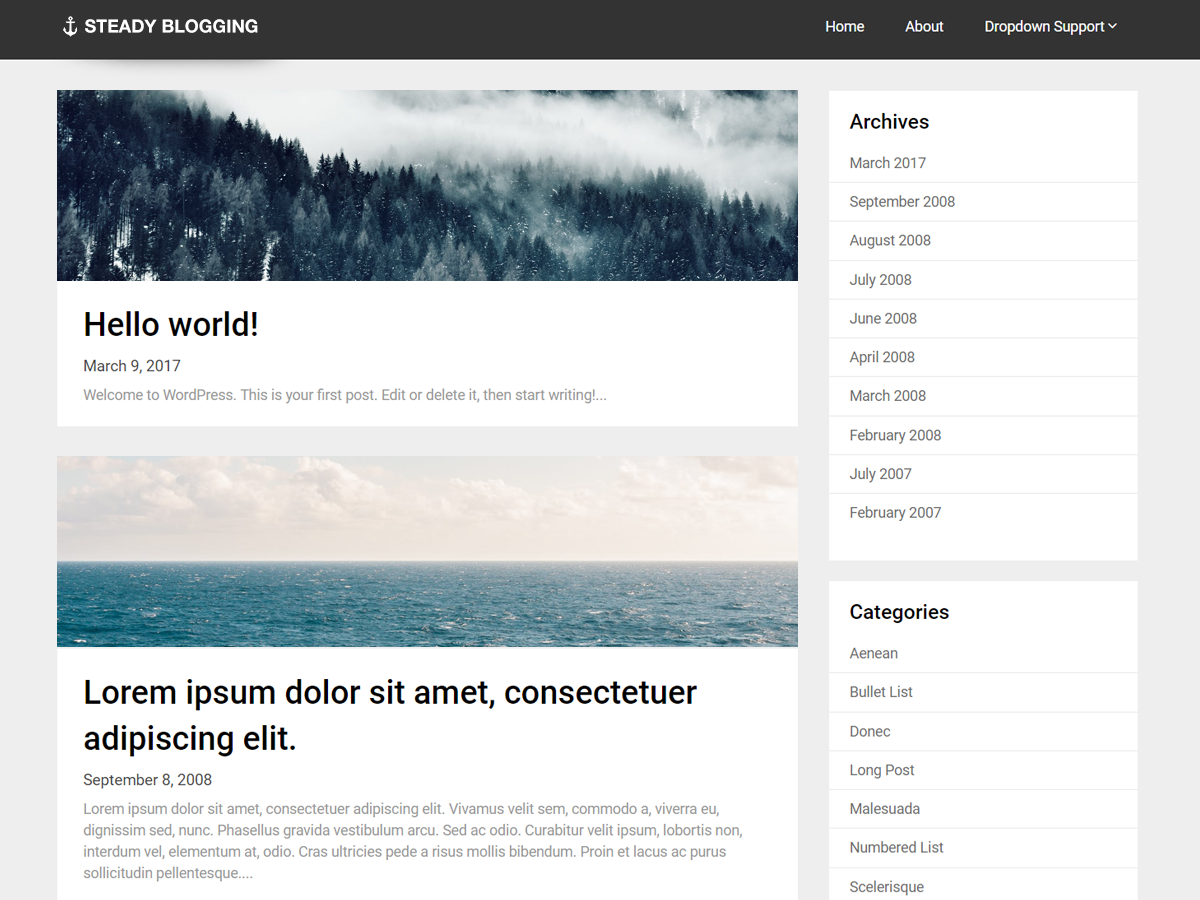 STEADY BLOGGING
Home
About
Dropdown Support
Hello world!
March 9, 2017
Welcome to WordPress. This is your first post. Edit or delete it, then start writing!...
Lorem ipsum dolor sit amet, consectetuer
adipiscing elit.
September 8, 2008
Lorem ipsum dolor sit amet, consectetuer adipiscing elit. Vivamus velit sem, commodo a, viverra eu,
dignissim sed, nunc. Phasellus gravida vestibulum arcu. Sed ac odio. Curabitur velit ipsum, lobortis non,
interdum vel, elementum at, odio. Cras ultricies pede a risus mollis bibendum. Proin et lacus ac purus
sollicitudin pellentesque....
Archives
March 2017
September 2008
August 2008
July 2008
June 2008
April 2008
March 2008
February 2008
July 2007
February 2007
Categories
Aenean
Bullet List
Donec
Long Post
Malesuada
Numbered List
Scelerisque